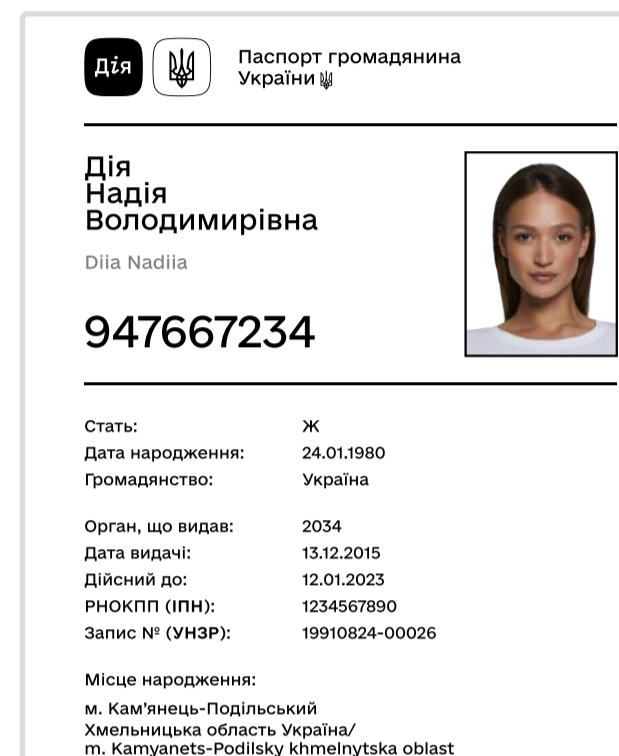 Дія
Паспорт громадянина
України
Дія
Надія
Володимирівна
Diia Nadiia
947667234
Стать: Ж
Дата народження: 24.01.1980
Громадянство: Україна
Орган, що видав: 2034
Дата видачі: 13.12.2015
Дійсний до: 12.01.2023
РНОКПП (ІПН): 1234567890
Запис № (УНЗР): 19910824-00026
Місце народження:
м. Кам’янець-Подільський
Хмельницька область Україна/
m. Kamyanets-Podilsky khmelnytska oblast